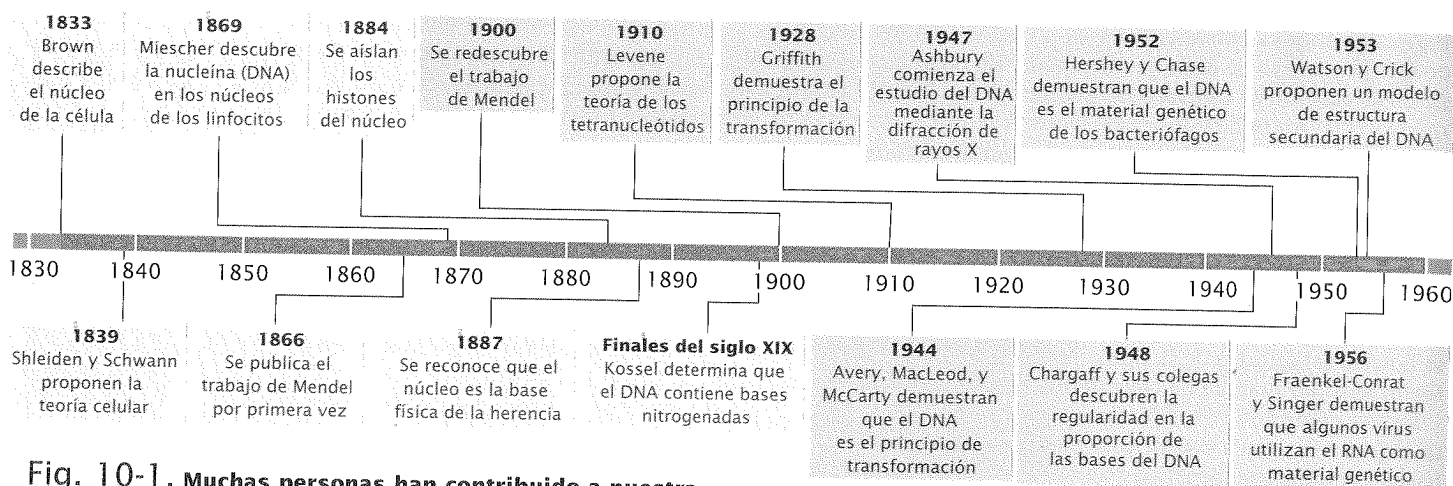 1833
Brown
describe
el núcleo
de la célula
1869
Miescher descubre
la nucleína (DNA)
en los núcleos
de los linfocitos
1884
Se aíslan
los
histones
del núcleo
1900
Se redescubre
el trabajo
de Mendel
1910
Levene
propone la
teoría de los
tetranucleótidos
1928
Griffith
demuestra el
principio de la
transformación
1947
Ashbury
comienza el
estudio del DNA
mediante la
difracción de
rayos X
1952
Hershey y Chase
demuestran que el DNA
es el material genético
de los bacteriófagos
1953
Watson y Crick
proponen un modelo
de estructura
secundaria del DNA
1830 1840 1850 1860 1870 1880 1890 1900 1910 1920 1930 1940 1950 1960
1839
Shleiden y Schwann
proponen la
teoría celular
1866
Se publica el
trabajo de Mendel
por primera vez
1887
Se reconoce que el
núcleo es la base
física de la herencia
Finales del siglo XIX
Kossel determina que
el DNA contiene bases
nitrogenadas
1944
Avery, MacLeod, y
McCarty demuestran
que el DNA
es el principio de
transformación
1948
Chargaff y sus colegas
descubren la
regularidad en la
proporción de
las bases del DNA
1956
Fraenkel-Conrat
y Singer demuestran
que algunos virus
utilizan el RNA como
material genético
Fig. 10-1. Muchas personas han contribuido a nuestra